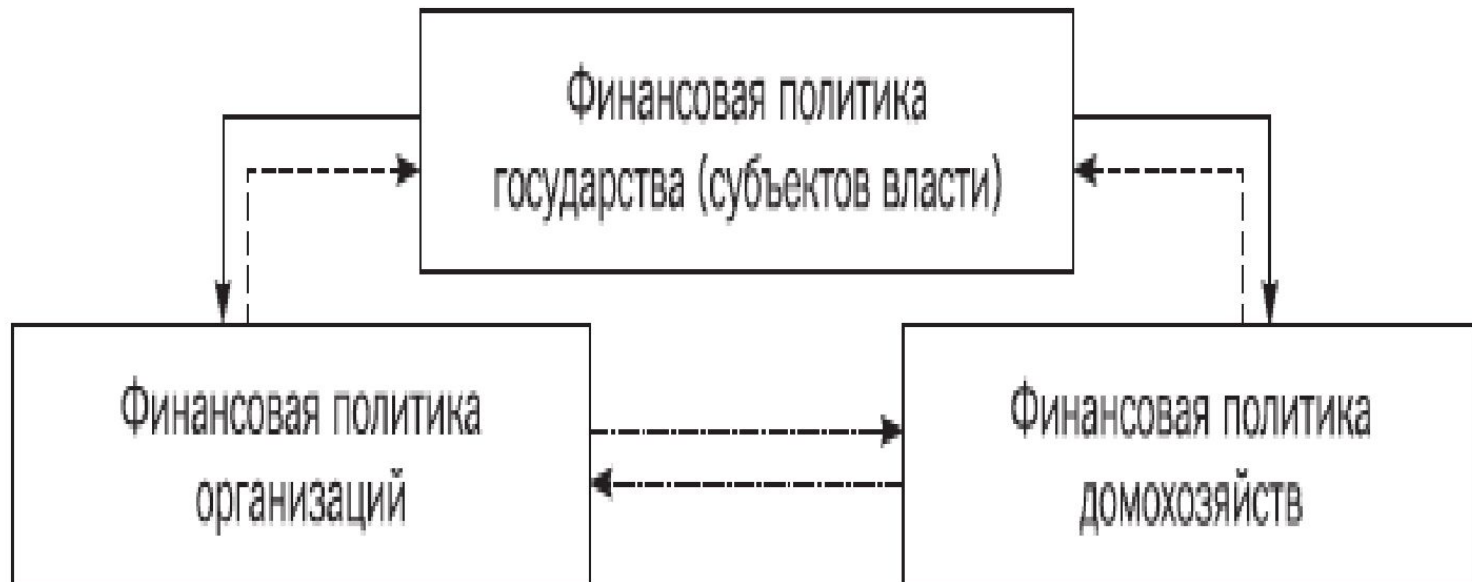 Финансовая политика
государства (субъектов власти)
Финансовая политика
организаций
Финансовая политика
домохозяйств